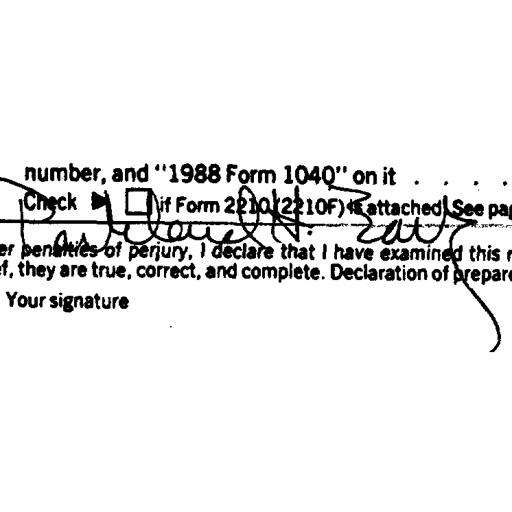 number, and "1988 Form 1040" on it . . . .
Check ▶ □ if Form 2210 (2210F) is attached. See pag
er penalties of perjury, I declare that I have examined this r
ef, they are true, correct, and complete. Declaration of prepare
Your signature